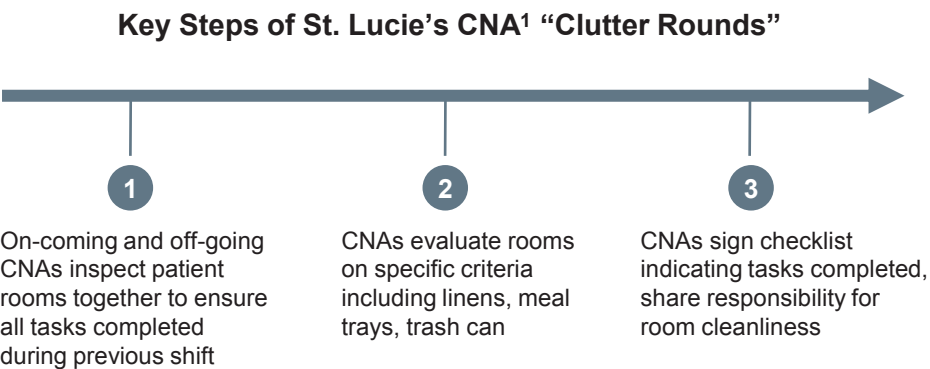 Key Steps of St. Lucie’s CNA¹ “Clutter Rounds”
1
2
3
On-coming and off-going
CNAs inspect patient
rooms together to ensure
all tasks completed
during previous shift
CNAs evaluate rooms
on specific criteria
including linens, meal
trays, trash can
CNAs sign checklist
indicating tasks completed,
share responsibility for
room cleanliness